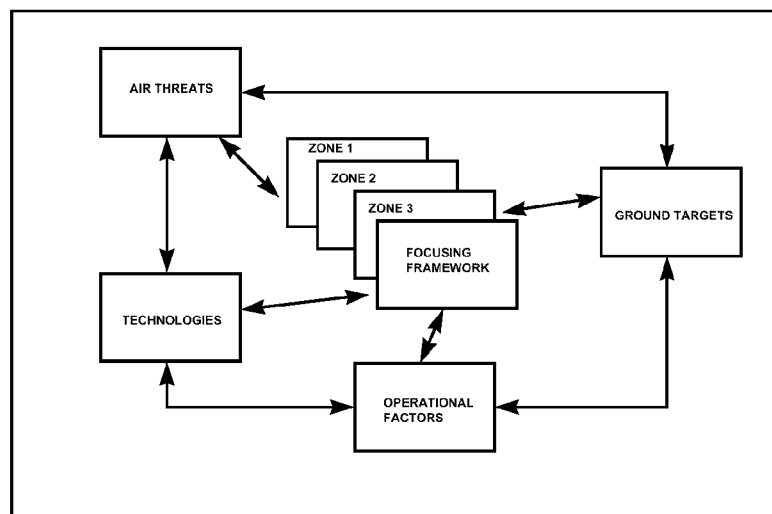 AIR THREATS
ZONE 1
ZONE 2
ZONE 3
GROUND TARGETS
FOCUSING
FRAMEWORK
TECHNOLOGIES
OPERATIONAL
FACTORS